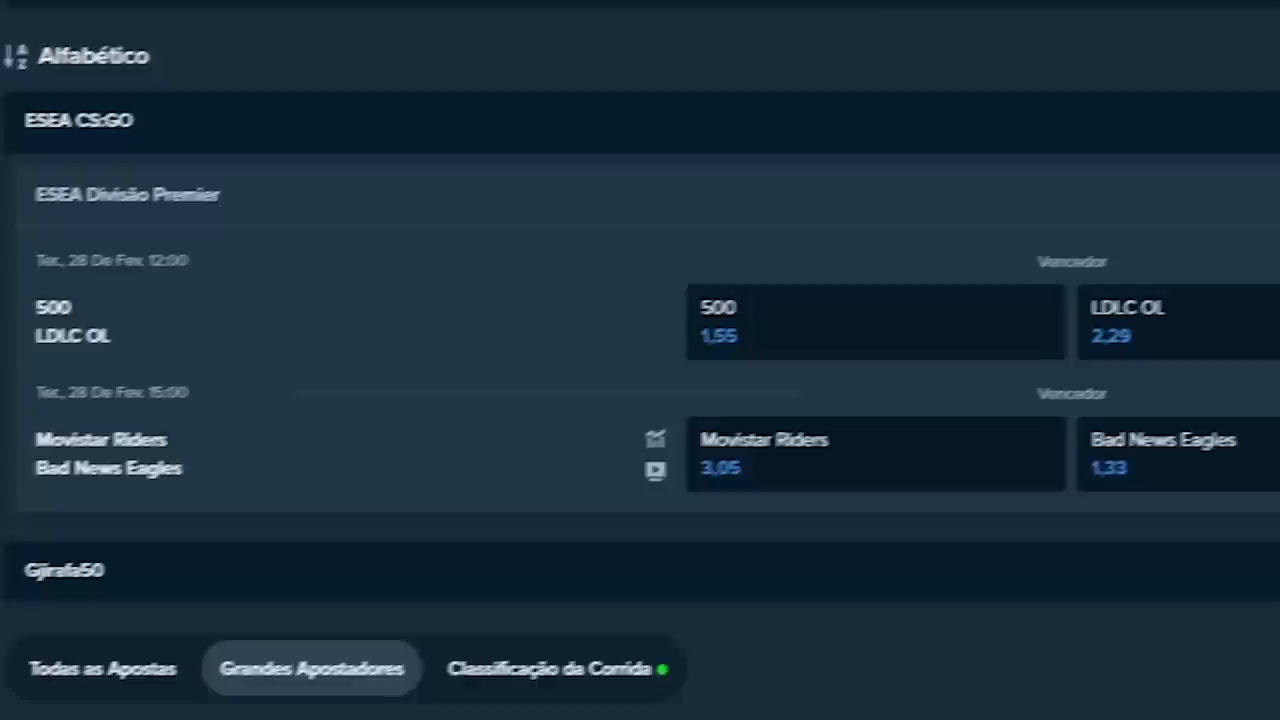 Alfabético
ESEA CS:GO
ESEA Divisão Premier
Ter., 28 De Fev. 12:00
Vencador
500
LDLC OL
500
1,55
LDLC OL
2,29
Ter., 28 De Fev. 15:00
Vencador
Movistar Riders
Bad News Eagles
Movistar Riders
3,05
Bad News Eagles
1,33
Gjirafa50
Todas as Apostas
Grandes Apostadores
Classificação da Corrida